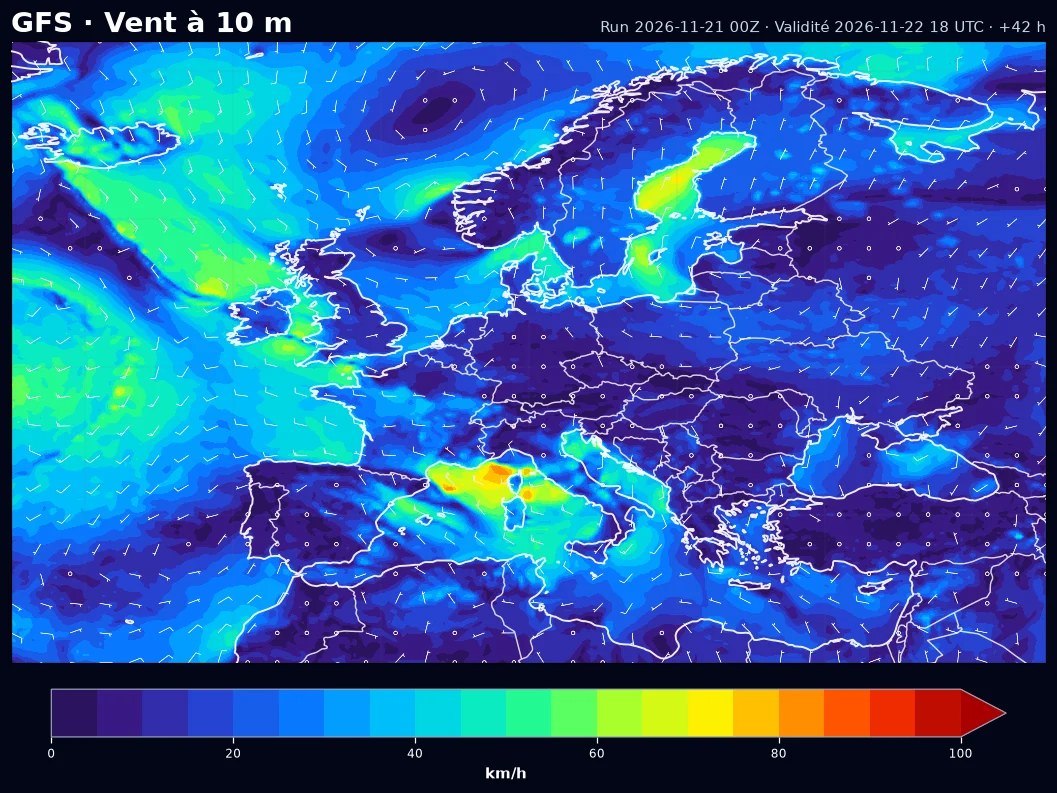 GFS · Vent à 10 m
Run 2026-11-21 00Z · Validité 2026-11-22 18 UTC · +42 h
0 20 40 60 80 100
km/h